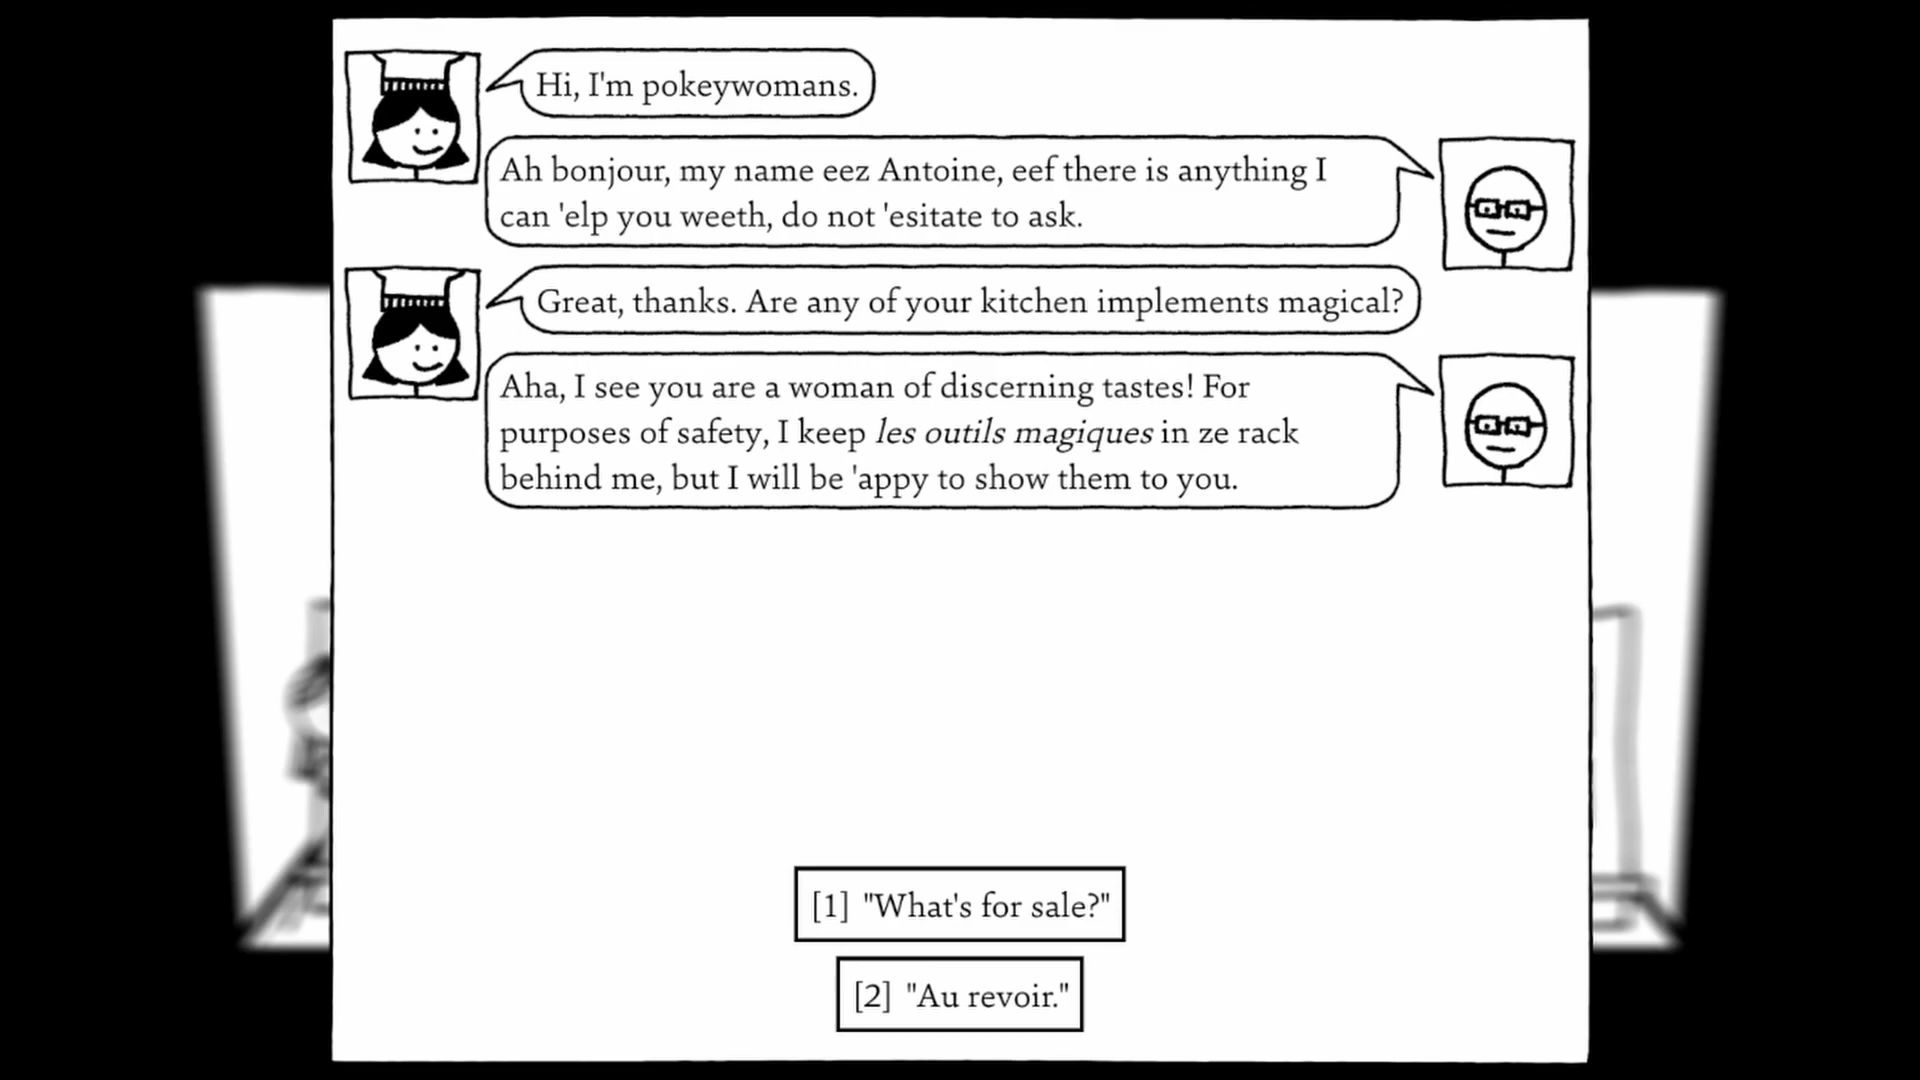 Hi, I'm pokeywomans.
Ah bonjour, my name eez Antoine, eef there is anything I
can 'elp you weeth, do not 'esitate to ask.
Great, thanks. Are any of your kitchen implements magical?
Aha, I see you are a woman of discerning tastes! For
purposes of safety, I keep les outils magiques in ze rack
behind me, but I will be 'appy to show them to you.
[1] "What's for sale?"
[2] "Au revoir."